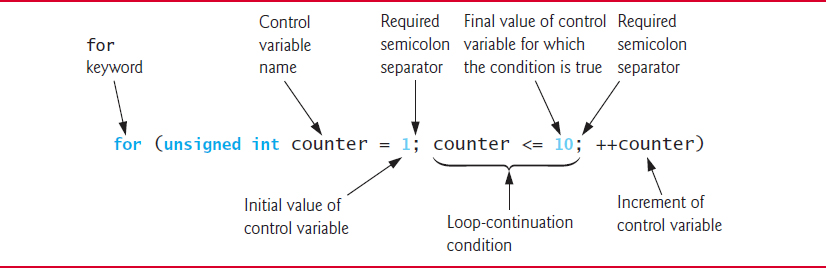 for
keyword
Control
variable
name
Required
semicolon
separator
Final value of control
variable for which
the condition is true
Required
semicolon
separator
for (unsigned int counter = 1; counter <= 10; ++counter)
Initial value of
control variable
Loop-continuation
condition
Increment of
control variable